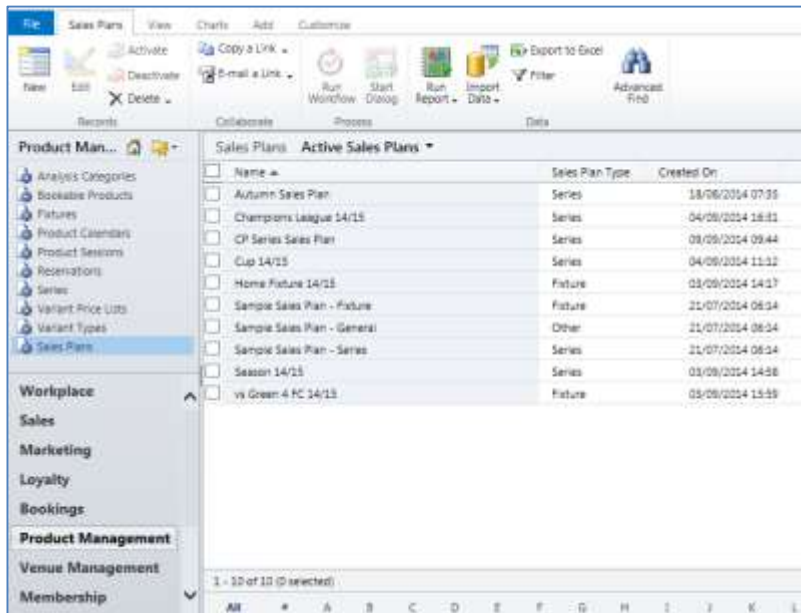 File Sales Plans View Charts Add Customize
New
Edit
Activate
Deactivate
Delete
Records
Copy a Link
E-mail a Link
Collaborate
Run Workflow
Start Dialog
Process
Run Report
Import Data
Export to Excel
Filter
Advanced Find
Data
Product Man...
Analysis Categories
Bookable Products
Fixtures
Product Calendars
Product Sessions
Reservations
Series
Variant Price Lists
Variant Types
Sales Plans
Workplace
Sales
Marketing
Loyalty
Bookings
Product Management
Venue Management
Membership
Sales Plans Active Sales Plans
Name Sales Plan Type Created On
Autumn Sales Plan Series 18/06/2014 07:35
Champions League 14/15 Series 04/09/2014 16:31
CP Series Sales Plan Series 09/09/2014 09:44
Cup 14/15 Series 04/09/2014 11:12
Home Fixture 14/15 Fixture 03/09/2014 14:17
Sample Sales Plan - Fixture Fixture 21/07/2014 06:14
Sample Sales Plan - General Other 21/07/2014 06:14
Sample Sales Plan - Series Series 21/07/2014 06:14
Season 14/15 Series 03/09/2014 14:58
vs Green 4 FC 14/15 Fixture 03/09/2014 13:59
1 - 10 of 10 (0 selected)
All # A B C D E F G H I J K